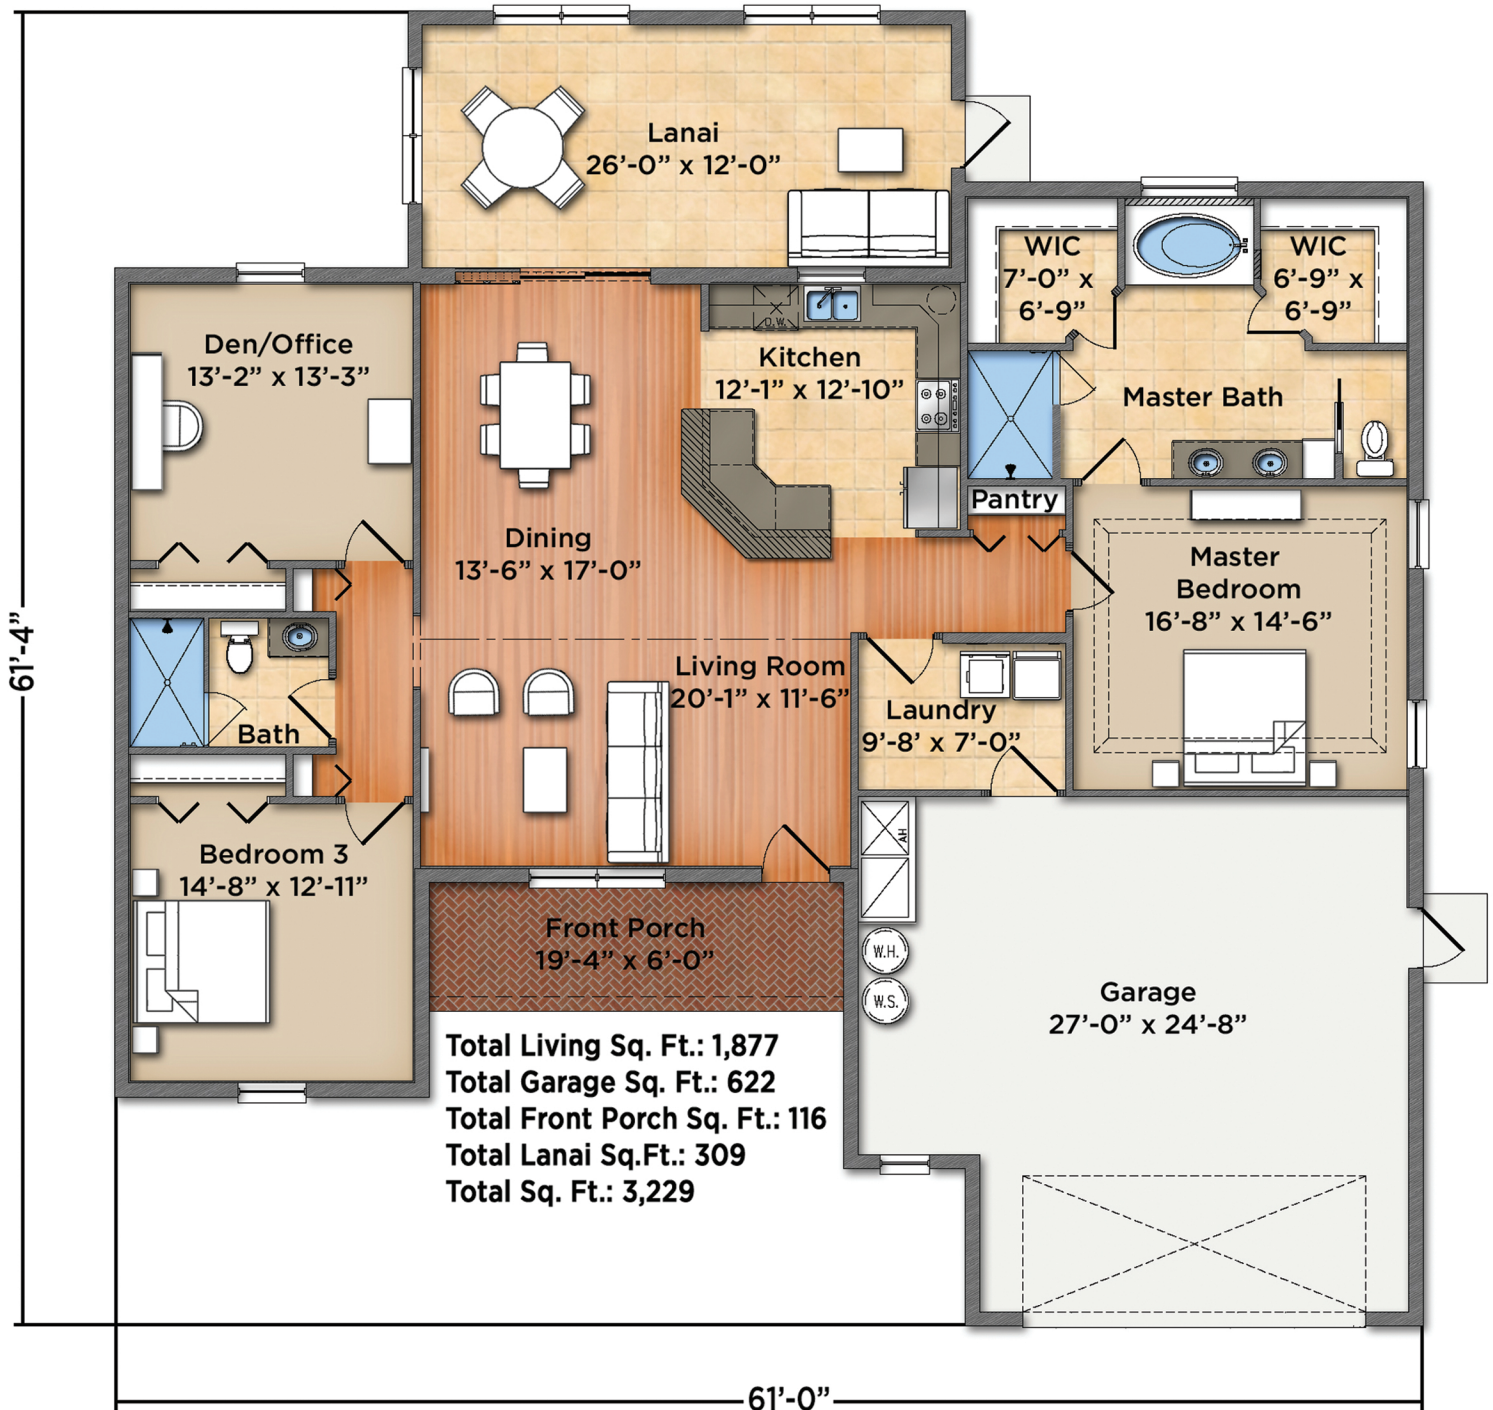 Lanai
26’-0” x 12’-0”
WIC
7’-0” x
6’-9”
WIC
6’-9” x
6’-9”
Den/Office
13’-2” x 13’-3”
D.W.
Kitchen
12’-1” x 12’-10”
Master Bath
Pantry
Dining
13’-6” x 17’-0”
Master
Bedroom
16’-8” x 14’-6”
61’-4”
Living Room
20’-1” x 11’-6”
Laundry
9’-8’ x 7’-0”
Bath
AH
Bedroom 3
14’-8” x 12’-11”
Front Porch
19’-4” x 6’-0”
W.H.
W.S.
Garage
27’-0” x 24’-8”
Total Living Sq. Ft.: 1,877
Total Garage Sq. Ft.: 622
Total Front Porch Sq. Ft.: 116
Total Lanai Sq.Ft.: 309
Total Sq. Ft.: 3,229
61’-0”